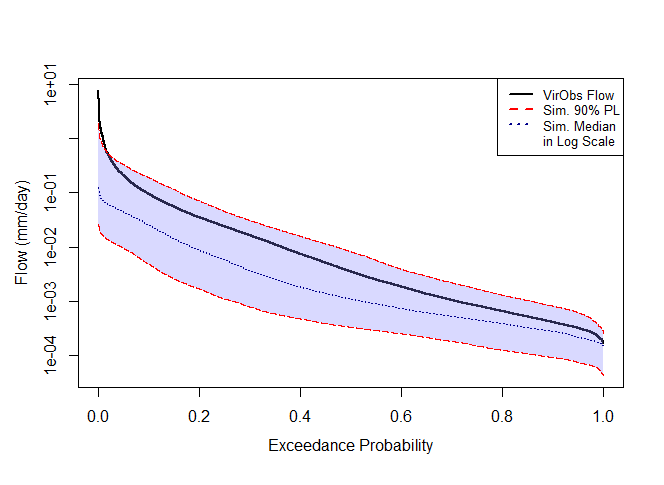 VirObs Flow
Sim. 90% PL
Sim. Median
in Log Scale
1e+01
1e-01
1e-02
1e-03
1e-04
Flow (mm/day)
0.0 0.2 0.4 0.6 0.8 1.0
Exceedance Probability